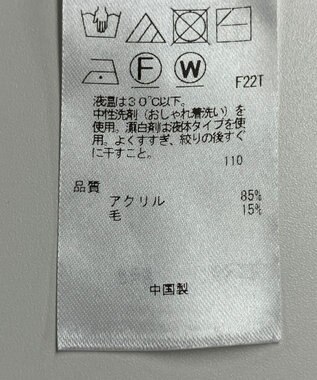 F W F22T
液温は30℃以下。
中性洗剤（おしゃれ着洗い）を
使用。漂白剤は液体タイプを使
用。よくすすぎ、絞りの後すぐ
に干すこと。
110
品質
アクリル 85%
毛 15%
中国製